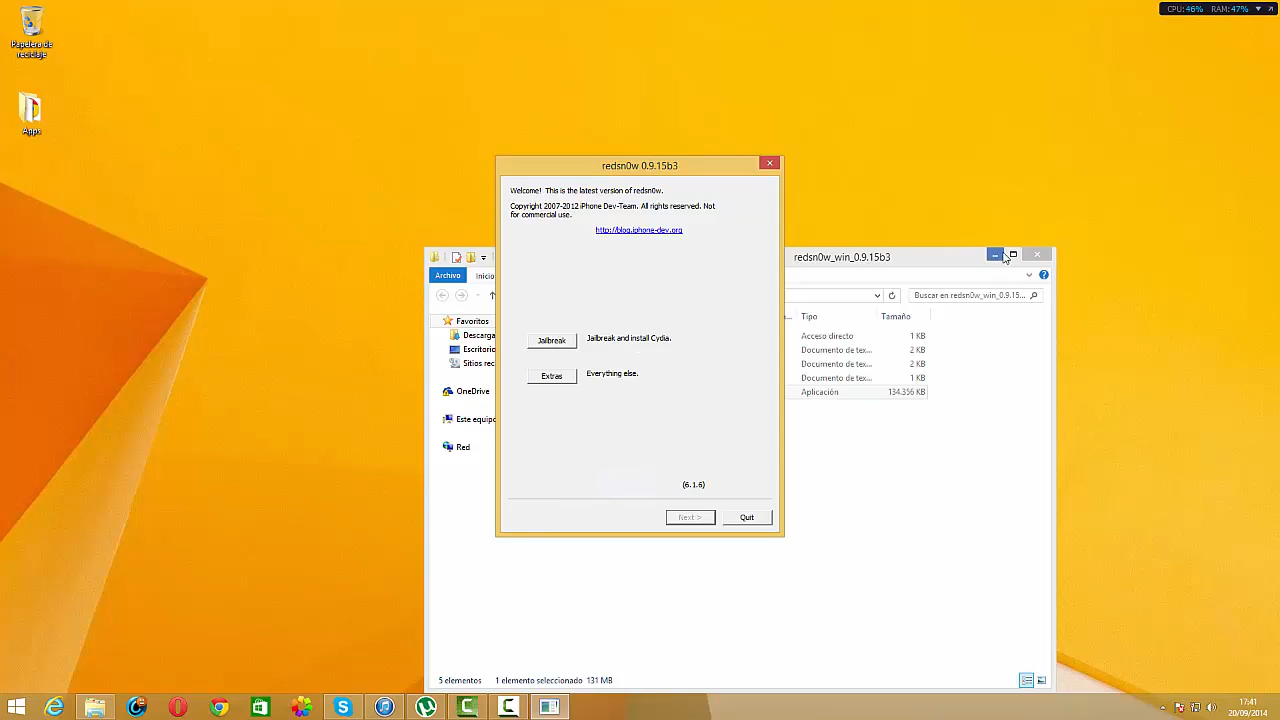 CPU: 46% RAM: 47%
Papelera de
reciclaje
Apps
redsn0w 0.9.15b3
Welcome! This is the latest version of redsn0w.
Copyright 2007-2012 iPhone Dev-Team. All rights reserved. Not
for commercial use.
http://blog.iphone-dev.org
Jailbreak
Jailbreak and install Cydia.
Extras
Everything else.
(6.1.6)
Next >
Quit
redsn0w_win_0.9.15b3
Archivo
Inicio
Buscar en redsn0w_win_0.9.15...
Favoritos
Descarga
Escritorio
Sitios rec
OneDrive
Este equipo
Red
Tipo Tamaño
Acceso directo 1 KB
Documento de tex... 2 KB
Documento de tex... 2 KB
Documento de tex... 1 KB
Aplicación 134.356 KB
5 elementos 1 elemento seleccionado 131 MB
17:41
20/09/2014